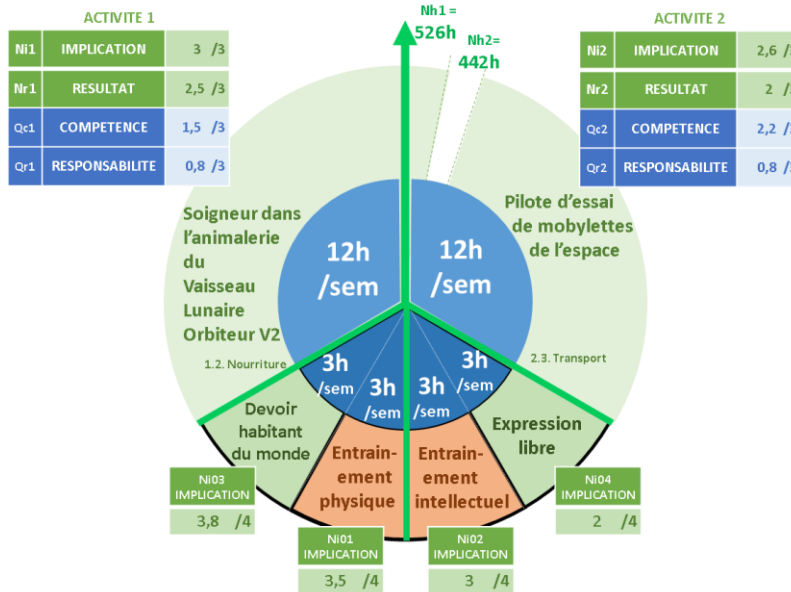 ACTIVITE 1
Ni1 IMPLICATION 3 /3
Nr1 RESULTAT 2,5 /3
Qc1 COMPETENCE 1,5 /3
Qr1 RESPONSABILITE 0,8 /3
Nh1 =
526h
Nh2=
442h
ACTIVITE 2
Ni2 IMPLICATION 2,6 /
Nr2 RESULTAT 2 /
Qc2 COMPETENCE 2,2 /
Qr2 RESPONSABILITE 0,8 /
Soigneur dans
l'animalerie
du
Vaisseau
Lunaire
Orbiteur V2
1.2. Nourriture
12h
/sem
12h
/sem
Pilote d'essai
de mobylettes
de l'espace
2.3. Transport
3h
/sem
3h
/sem
3h
/sem
3h
/sem
Devoir
habitant
du monde
Entrain-
ement
physique
Entrain-
ement
intellectuel
Expression
libre
Ni03
IMPLICATION
3,8 /4
Ni01
IMPLICATION
3,5 /4
Ni02
IMPLICATION
3 /4
Ni04
IMPLICATION
2 /4